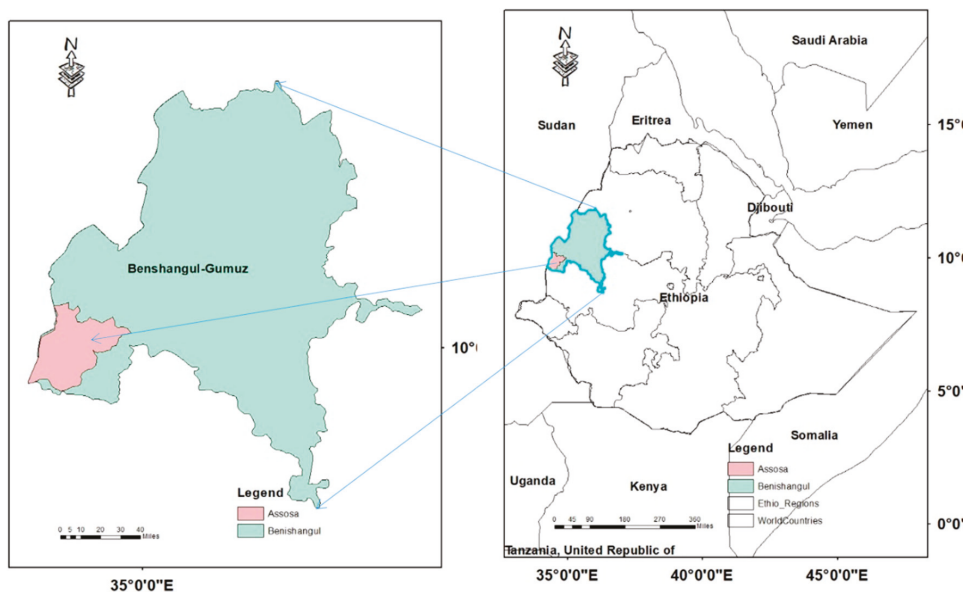 N
Benshangul-Gumuz
10°
Legend
Assosa
Benishangul
0 5 10 20 30 40
Miles
35°0'0"E
N
Saudi Arabia
Sudan
Eritrea
Yemen
15°
Djibouti
10°0
Ethiopia
5°0'
Somalia
Legend
Assosa
Benishangul
Ethio_Regions
WorldCountries
Uganda
Kenya
0 45 90 180 270 360
Miles
0°0'
Tanzania, United Republic of
35°0'0"E 40°0'0"E 45°0'0"E